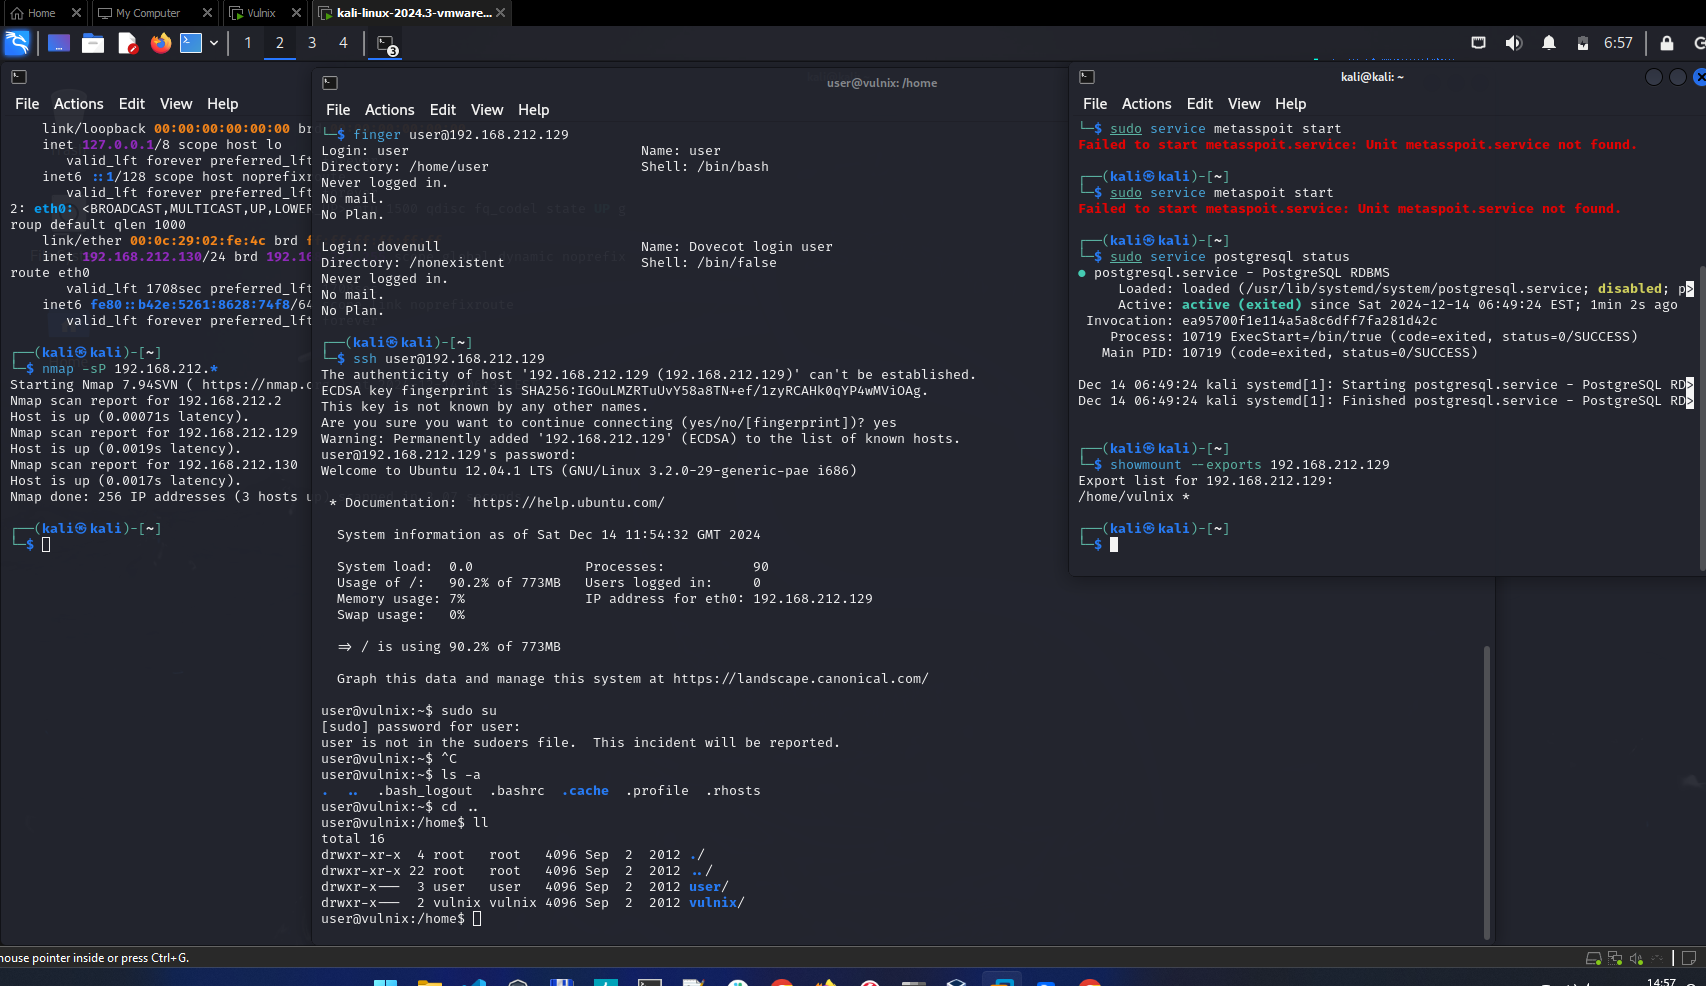 Home
My Computer
Vulnix
kali-linux-2024.3-vmware...
1 2 3 4
3
6:57
File Actions Edit View Help
link/loopback 00:00:00:00:00:00 br
inet 127.0.0.1/8 scope host lo
valid_lft forever preferred_lft
inet6 ::1/128 scope host noprefixr
valid_lft forever preferred_lft
2: eth0: <BROADCAST,MULTICAST,UP,LOWER
roup default qlen 1000
link/ether 00:0c:29:02:fe:4c brd f
inet 192.168.212.130/24 brd 192.16
route eth0
valid_lft 1708sec preferred_lft
inet6 fe80::b42e:5261:8628:74f8/64
valid_lft forever preferred_lft
┌──(kali㉿kali)-[~]
└─$ nmap -sP 192.168.212.*
Starting Nmap 7.94SVN ( https://nmap.o
Nmap scan report for 192.168.212.2
Host is up (0.00071s latency).
Nmap scan report for 192.168.212.129
Host is up (0.0019s latency).
Nmap scan report for 192.168.212.130
Host is up (0.0017s latency).
Nmap done: 256 IP addresses (3 hosts u
┌──(kali㉿kali)-[~]
└─$
user@vulnix: /home
File Actions Edit View Help
└─$ finger user@192.168.212.129
Login: user Name: user
Directory: /home/user Shell: /bin/bash
Never logged in.
No mail.
No Plan.
Login: dovenull Name: Dovecot login user
Directory: /nonexistent Shell: /bin/false
Never logged in.
No mail.
No Plan.
┌──(kali㉿kali)-[~]
└─$ ssh user@192.168.212.129
The authenticity of host '192.168.212.129 (192.168.212.129)' can't be established.
ECDSA key fingerprint is SHA256:IGOuLMZRTuUvY58a8TN+ef/1zyRCAHk0qYP4wMViOAg.
This key is not known by any other names.
Are you sure you want to continue connecting (yes/no/[fingerprint])? yes
Warning: Permanently added '192.168.212.129' (ECDSA) to the list of known hosts.
user@192.168.212.129's password:
Welcome to Ubuntu 12.04.1 LTS (GNU/Linux 3.2.0-29-generic-pae i686)
* Documentation: https://help.ubuntu.com/
System information as of Sat Dec 14 11:54:32 GMT 2024
System load: 0.0 Processes: 90
Usage of /: 90.2% of 773MB Users logged in: 0
Memory usage: 7% IP address for eth0: 192.168.212.129
Swap usage: 0%
=> / is using 90.2% of 773MB
Graph this data and manage this system at https://landscape.canonical.com/
user@vulnix:~$ sudo su
[sudo] password for user:
user is not in the sudoers file. This incident will be reported.
user@vulnix:~$ ^C
user@vulnix:~$ ls -a
. .. .bash_logout .bashrc .cache .profile .rhosts
user@vulnix:~$ cd ..
user@vulnix:/home$ ll
total 16
drwxr-xr-x 4 root root 4096 Sep 2 2012 ./
drwxr-xr-x 22 root root 4096 Sep 2 2012 ../
drwxr-x--- 3 user user 4096 Sep 2 2012 user/
drwxr-x--- 2 vulnix vulnix 4096 Sep 2 2012 vulnix/
user@vulnix:/home$
kali@kali: ~
File Actions Edit View Help
└─$ sudo service metasspoit start
Failed to start metasspoit.service: Unit metasspoit.service not found.
┌──(kali㉿kali)-[~]
└─$ sudo service metaspoit start
Failed to start metaspoit.service: Unit metaspoit.service not found.
┌──(kali㉿kali)-[~]
└─$ sudo service postgresql status
● postgresql.service - PostgreSQL RDBMS
Loaded: loaded (/usr/lib/systemd/system/postgresql.service; disabled; p>
Active: active (exited) since Sat 2024-12-14 06:49:24 EST; 1min 2s ago
Invocation: ea95700f1e114a5a8c6dff7fa281d42c
Process: 10719 ExecStart=/bin/true (code=exited, status=0/SUCCESS)
Main PID: 10719 (code=exited, status=0/SUCCESS)
Dec 14 06:49:24 kali systemd[1]: Starting postgresql.service - PostgreSQL RD>
Dec 14 06:49:24 kali systemd[1]: Finished postgresql.service - PostgreSQL RD>
┌──(kali㉿kali)-[~]
└─$ showmount --exports 192.168.212.129
Export list for 192.168.212.129:
/home/vulnix *
┌──(kali㉿kali)-[~]
└─$
nouse pointer inside or press Ctrl+G.
14:57